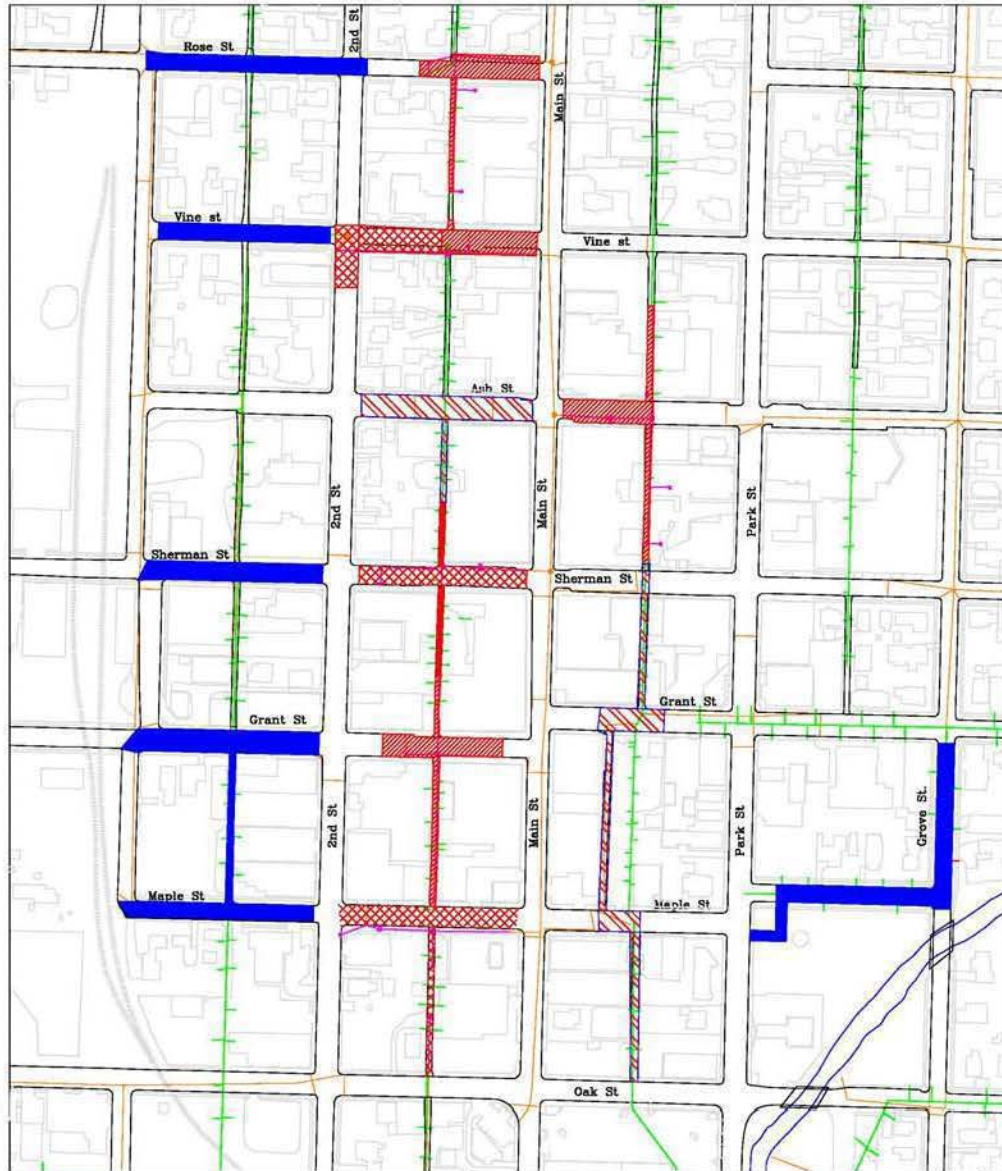 2nd St
Rose St
Main St
Vine st
Vine st
Ash St
2nd St
Main St
Park St
Sherman St
Sherman St
Grant St
Grant St
2nd St
Main St
Park St
Grove St.
Maple St
Maple St
Oak St